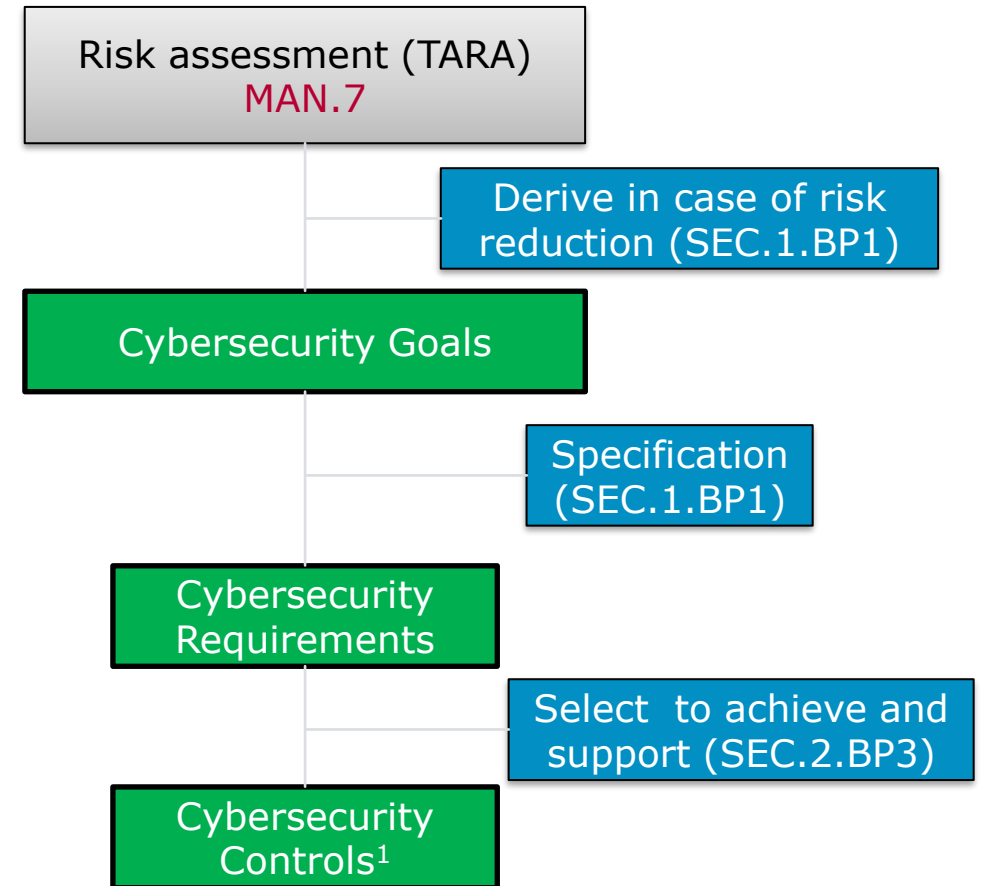 Risk assessment (TARA)
MAN.7
Derive in case of risk
reduction (SEC.1.BP1)
Cybersecurity Goals
Specification
(SEC.1.BP1)
Cybersecurity
Requirements
Select to achieve and
support (SEC.2.BP3)
Cybersecurity
Controls¹